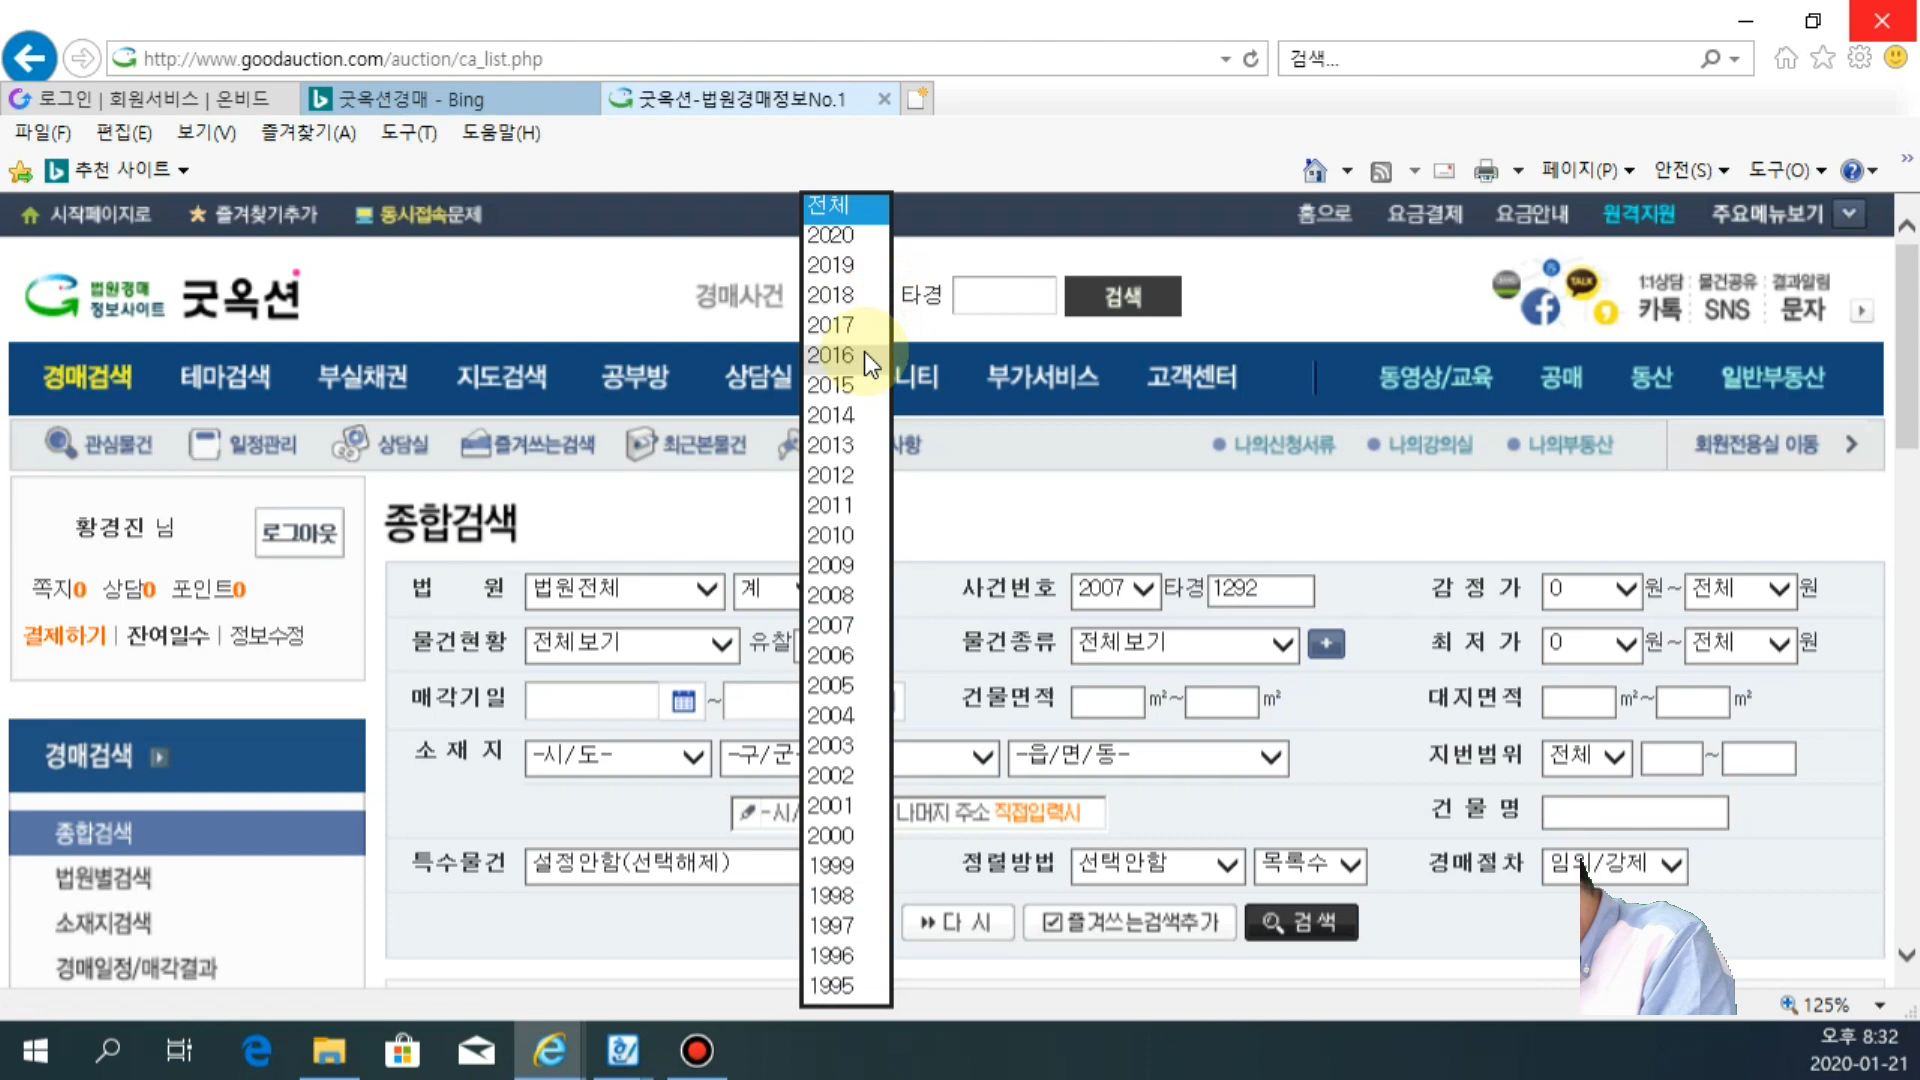 http://www.goodauction.com/auction/ca_list.php
검색...
로그인 | 회원서비스 | 온비드
굿옥션경매 - Bing
굿옥션-법원경매정보No.1
파일(F) 편집(E) 보기(V) 즐겨찾기(A) 도구(T) 도움말(H)
추천 사이트
페이지(P) 안전(S) 도구(O)
시작페이지로 즐겨찾기추가 동시접속문제
홈으로 요금결제 요금안내 원격지원 주요메뉴보기
법원경매
정보사이트
굿옥션
경매사건
타경
검색
TALK
1:1상담 물건공유 결과알림
카톡 SNS 문자
경매검색 테마검색 부실채권 지도검색 공부방 상담실 니티 부가서비스 고객센터 동영상/교육 공매 동산 일반부동산
관심물건 일정관리 상담실 즐겨쓰는검색 최근본물건 사항
나의신청서류 나의강의실 나의부동산 회원전용실 이동
전체
2020
2019
2018
2017
2016
2015
2014
2013
2012
2011
2010
2009
2008
2007
2006
2005
2004
2003
2002
2001
2000
1999
1998
1997
1996
1995
황경진 님
로그아웃
쪽지0 상담0 포인트0
결제하기 | 잔여일수 | 정보수정
경매검색
종합검색
법원별검색
소재지검색
경매일정/매각결과
종합검색
법 원 법원전체 계 사건번호 2007 타경 1292 감 정 가 0 원~ 전체 원
물건현황 전체보기 유찰 물건종류 전체보기 + 최 저 가 0 원~ 전체 원
매각기일 ~ 건물면적 m²~ m² 대지면적 m²~ m²
소 재 지 -시/도- -구/군- -읍/면/동- 지번범위 전체 ~
-시/ 나머지 주소 직접입력시 건 물 명
특수물건 설정안함(선택해제) 정렬방법 선택안함 목록수 경매절차 임의/강제
다 시 즐겨쓰는검색추가 검 색
125%
오후 8:32
2020-01-21